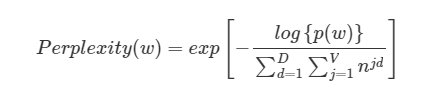 Perplexity(w) = exp [ − log{p(w)} / ∑_{d=1}^{D} ∑_{j=1}^{V} n^{jd} ]